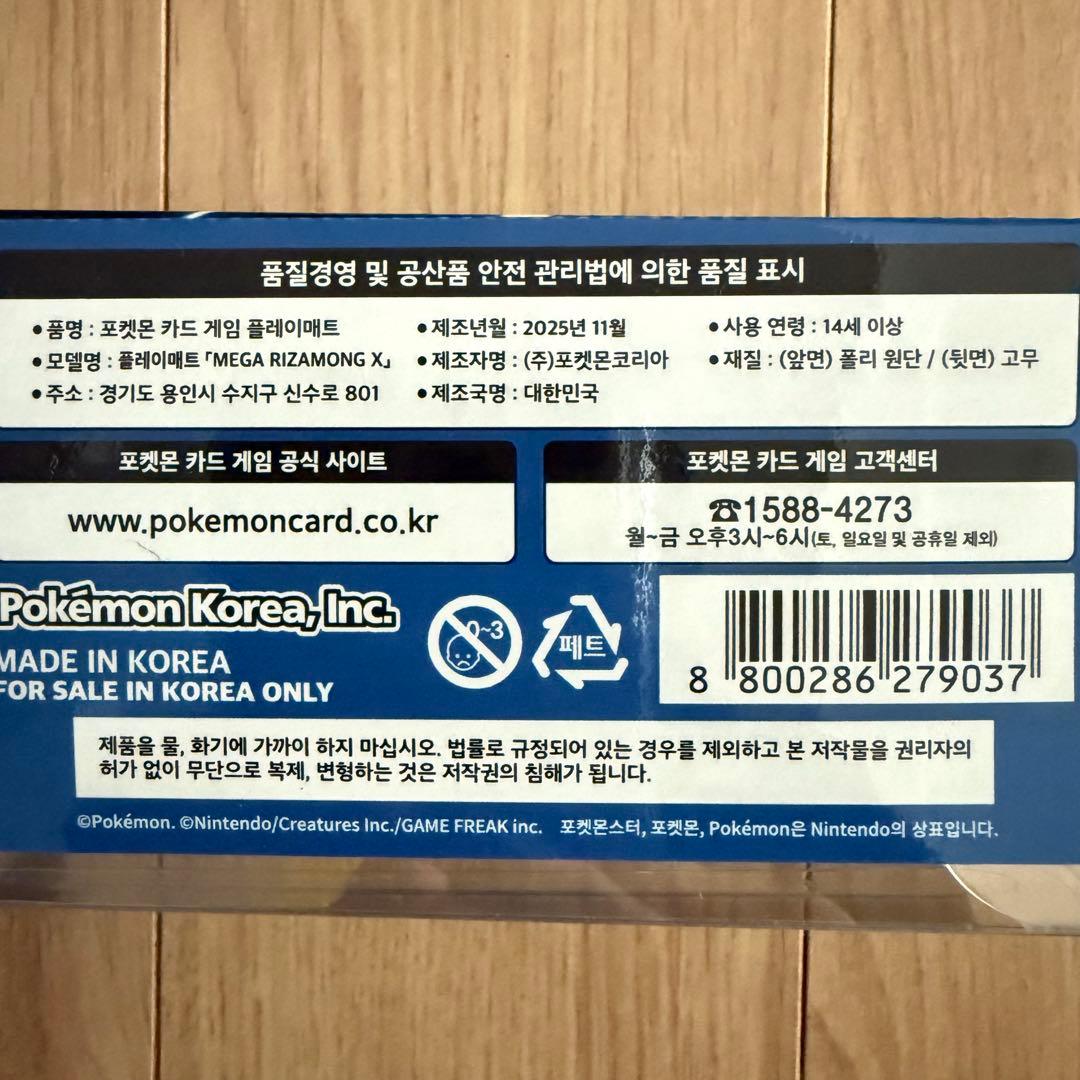 품질경영 및 공산품 안전 관리법에 의한 품질 표시
• 품명 : 포켓몬 카드 게임 플레이매트
• 제조년월 : 2025년 11월
• 사용 연령 : 14세 이상
• 모델명 : 플레이매트 「MEGA RIZAMONG X」
• 제조자명 : (주)포켓몬코리아
• 재질 : (앞면) 폴리 원단 / (뒷면) 고무
• 주소 : 경기도 용인시 수지구 신수로 801
• 제조국명 : 대한민국
포켓몬 카드 게임 공식 사이트
www.pokemoncard.co.kr
포켓몬 카드 게임 고객센터
☎1588-4273
월~금 오후3시~6시(토, 일요일 및 공휴일 제외)
Pokémon Korea, Inc.
MADE IN KOREA
FOR SALE IN KOREA ONLY
0~3
페트
8 800286 279037
제품을 물, 화기에 가까이 하지 마십시오. 법률로 규정되어 있는 경우를 제외하고 본 저작물을 권리자의
허가 없이 무단으로 복제, 변형하는 것은 저작권의 침해가 됩니다.
©Pokémon. ©Nintendo/Creatures Inc./GAME FREAK inc. 포켓몬스터, 포켓몬, Pokémon은 Nintendo의 상표입니다.